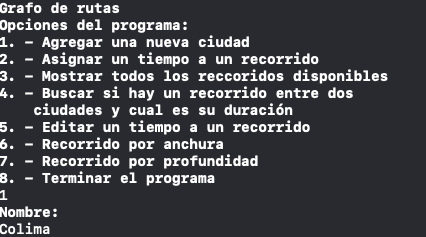 Grafo de rutas
Opciones del programa:
1. - Agregar una nueva ciudad
2. - Asignar un tiempo a un recorrido
3. - Mostrar todos los reccoridos disponibles
4. - Buscar si hay un recorrido entre dos
ciudades y cual es su duración
5. - Editar un tiempo a un recorrido
6. - Recorrido por anchura
7. - Recorrido por profundidad
8. - Terminar el programa
1
Nombre:
Colima